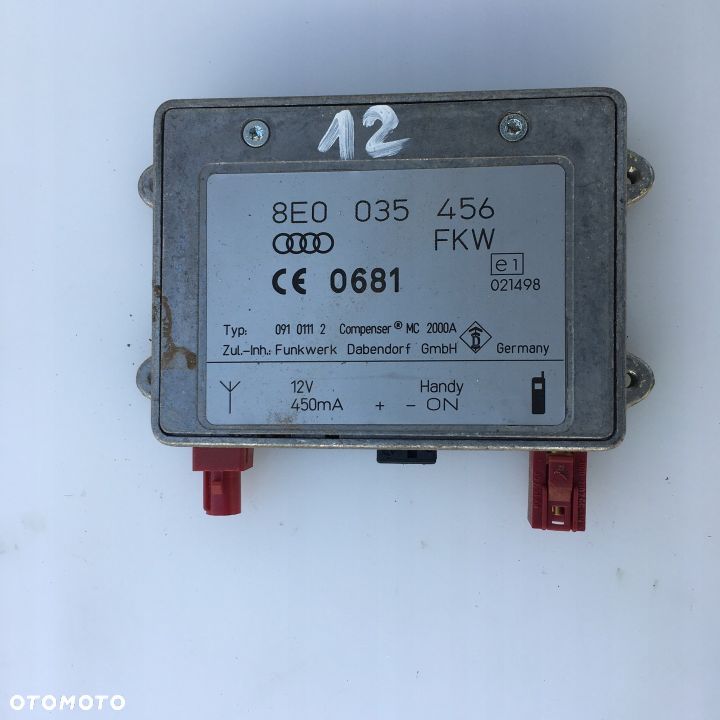 12
8E0 035 456
FKW
CE 0681
e1
021498
Typ: 091 0111 2 Compenser® MC 2000A
Zul.-Inh.: Funkwerk Dabendorf GmbH Germany
12V Handy
450mA + - ON
OTOMOTO